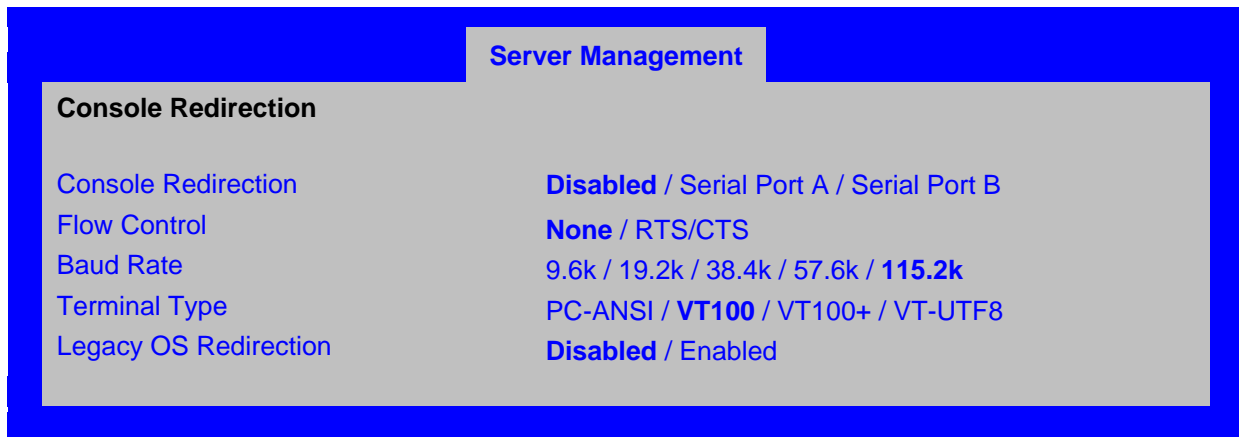 Server Management
Console Redirection
Console Redirection Disabled / Serial Port A / Serial Port B
Flow Control None / RTS/CTS
Baud Rate 9.6k / 19.2k / 38.4k / 57.6k / 115.2k
Terminal Type PC-ANSI / VT100 / VT100+ / VT-UTF8
Legacy OS Redirection Disabled / Enabled